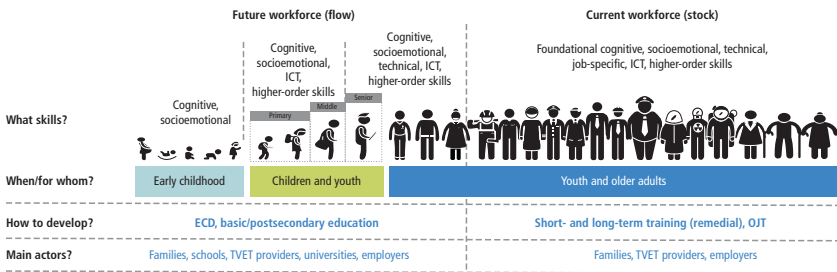 Future workforce (flow)
Current workforce (stock)
Cognitive,
socioemotional,
technical, ICT,
higher-order skills
Cognitive,
socioemotional,
ICT,
higher-order skills
Foundational cognitive, socioemotional, technical,
job-specific, ICT, higher-order skills
Cognitive,
socioemotional
Senior
Middle
Primary
What skills?
When/for whom?
Early childhood
Children and youth
Youth and older adults
How to develop?
ECD, basic/postsecondary education
Short- and long-term training (remedial), OJT
Main actors?
Families, schools, TVET providers, universities, employers
Families, TVET providers, employers